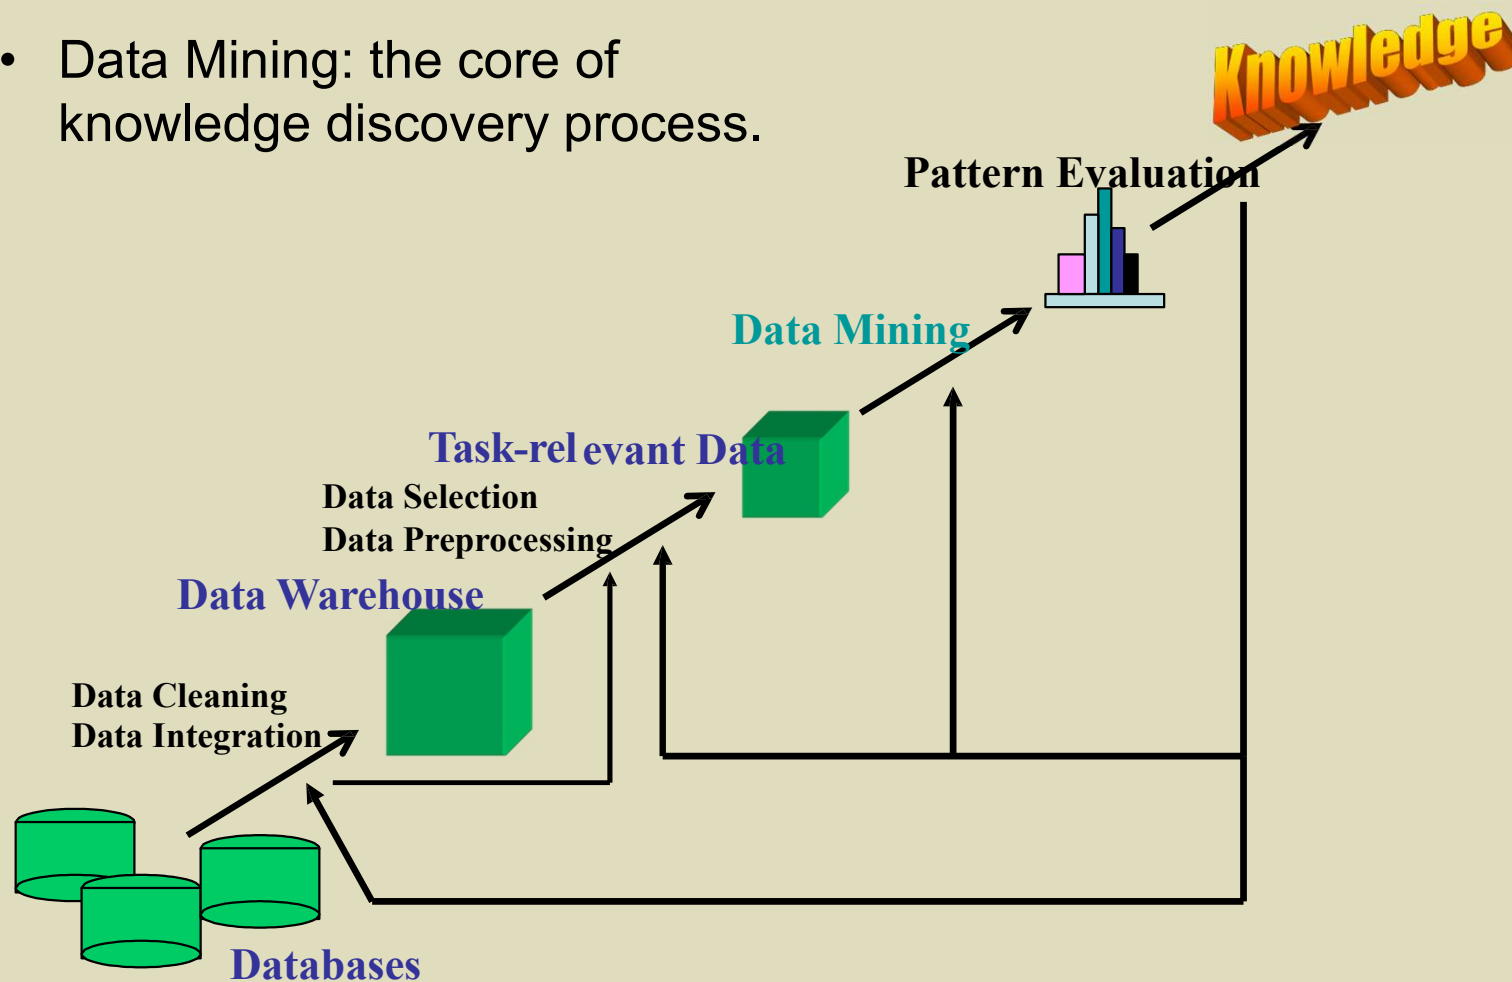 • Data Mining: the core of
knowledge discovery process.
Knowledge
Pattern Evaluation
Data Mining
Task-relevant Data
Data Selection
Data Preprocessing
Data Warehouse
Data Cleaning
Data Integration
Databases